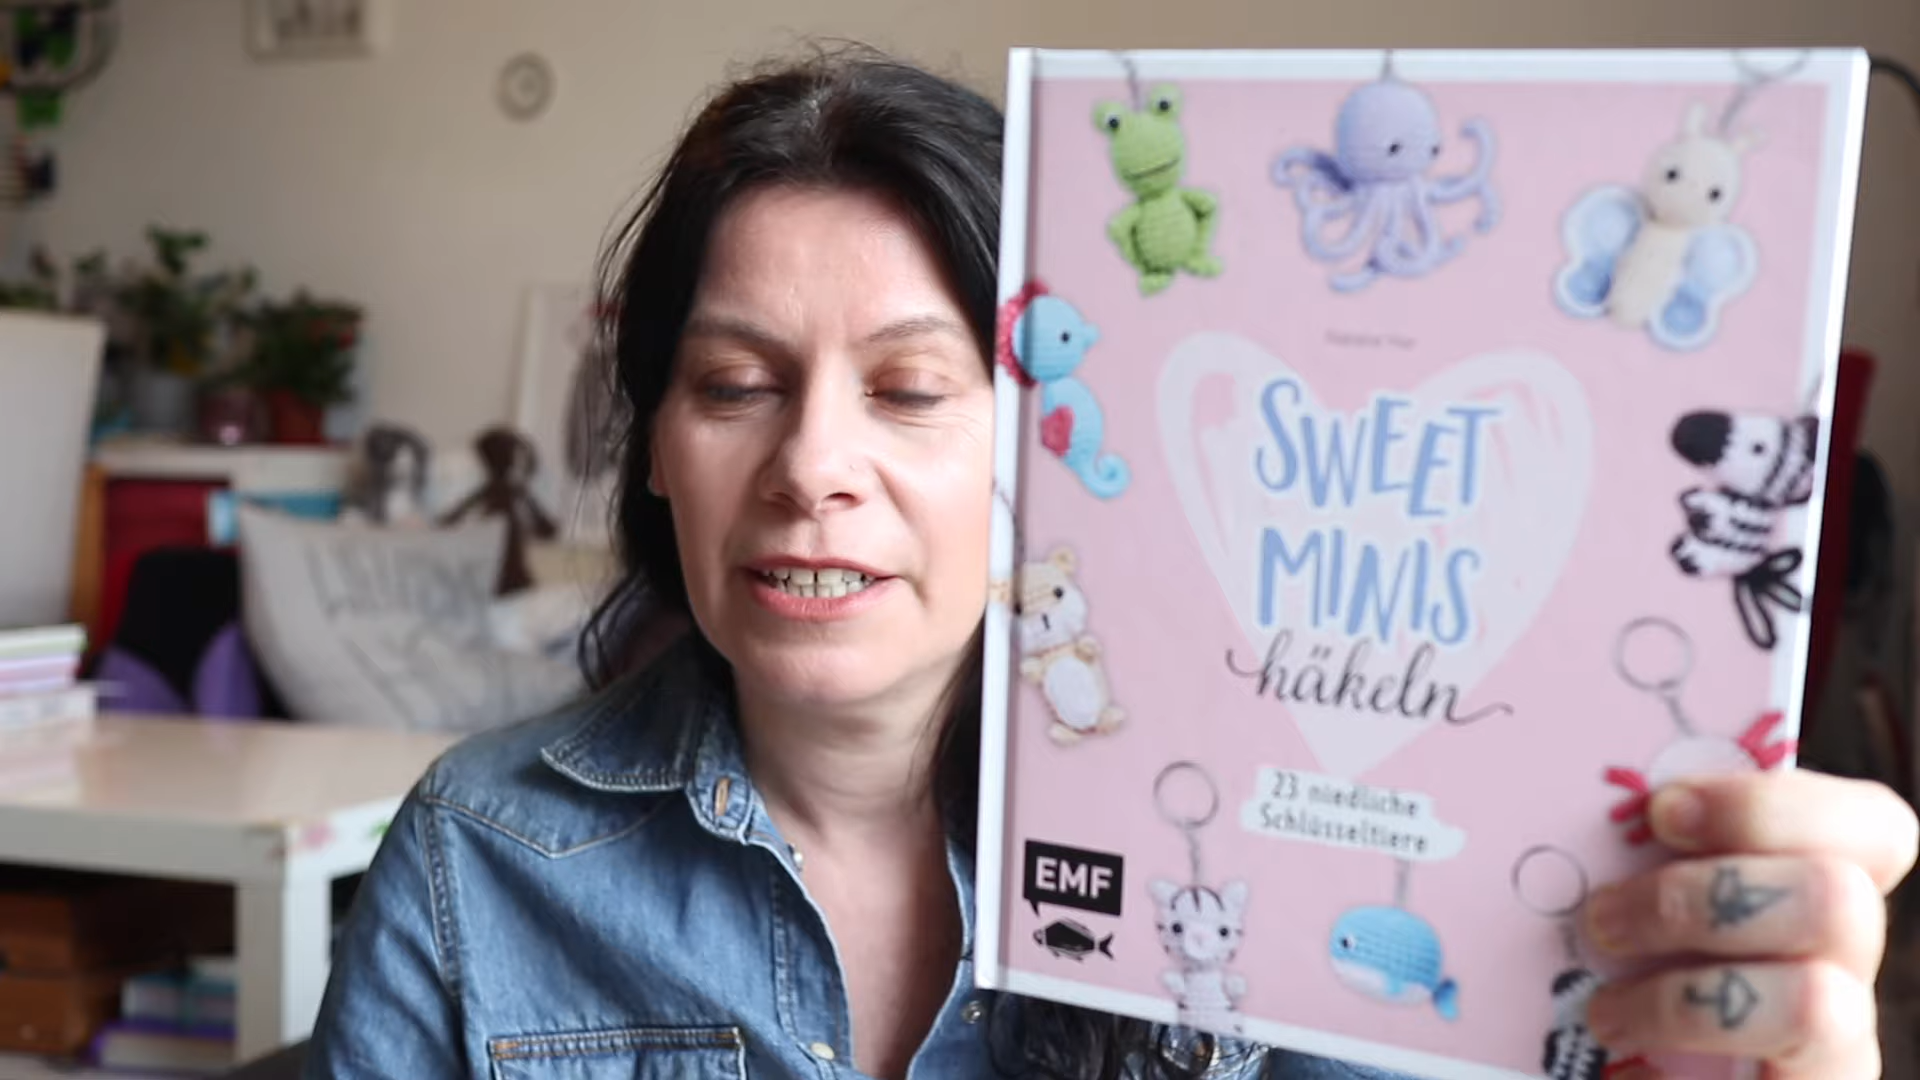 SWEET
MINIS
häkeln
23 niedliche
Schlüsseltiere
EMF